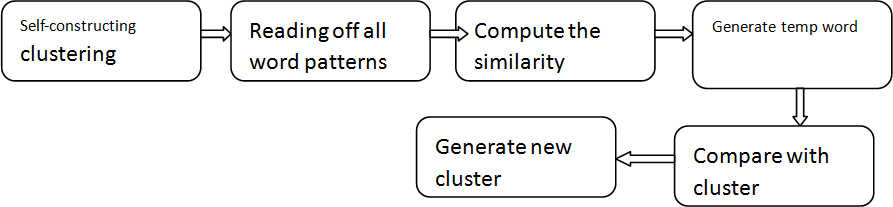 Self-constructing
clustering
Reading off all
word patterns
Compute the
similarity
Generate temp word
Compare with
cluster
Generate new
cluster